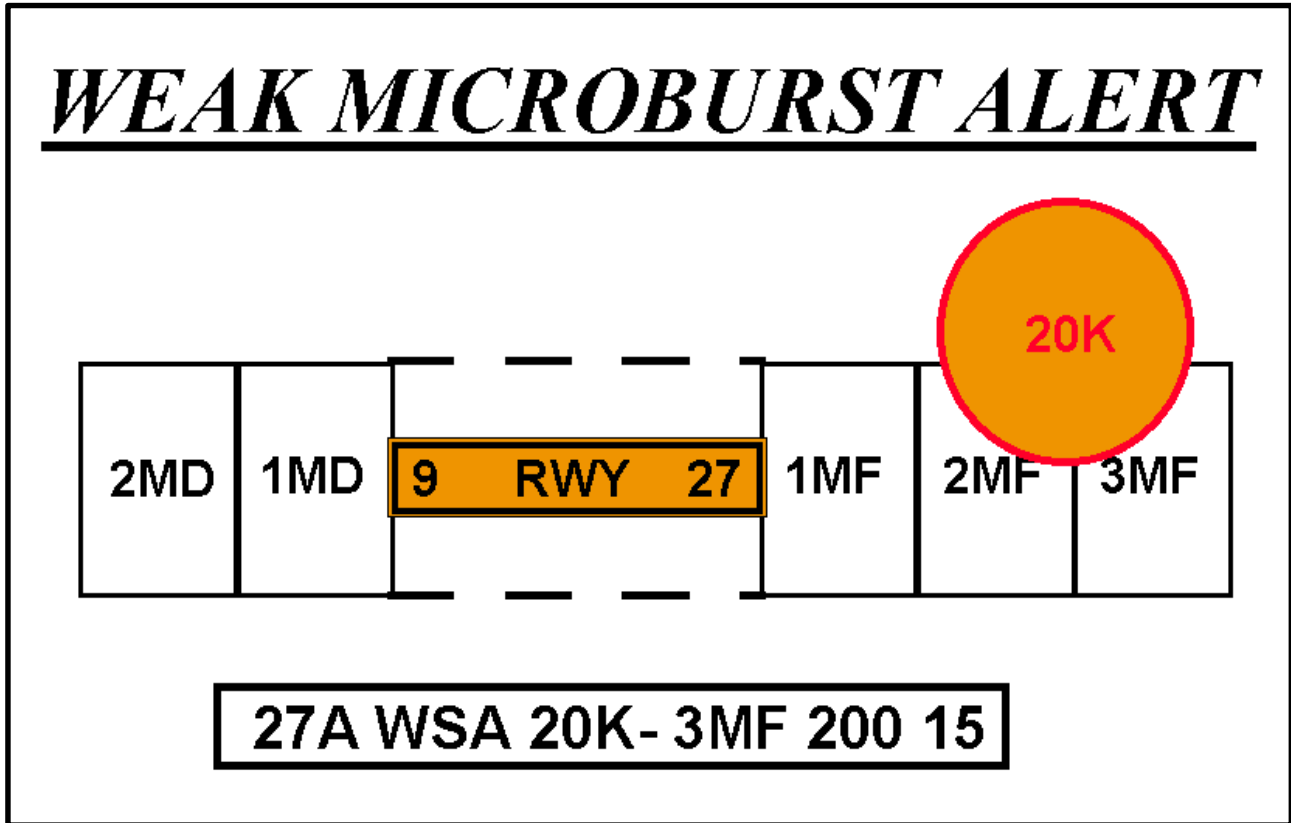 WEAK MICROBURST ALERT
20K
2MD 1MD 9 RWY 27 1MF 2MF 3MF
27A WSA 20K- 3MF 200 15